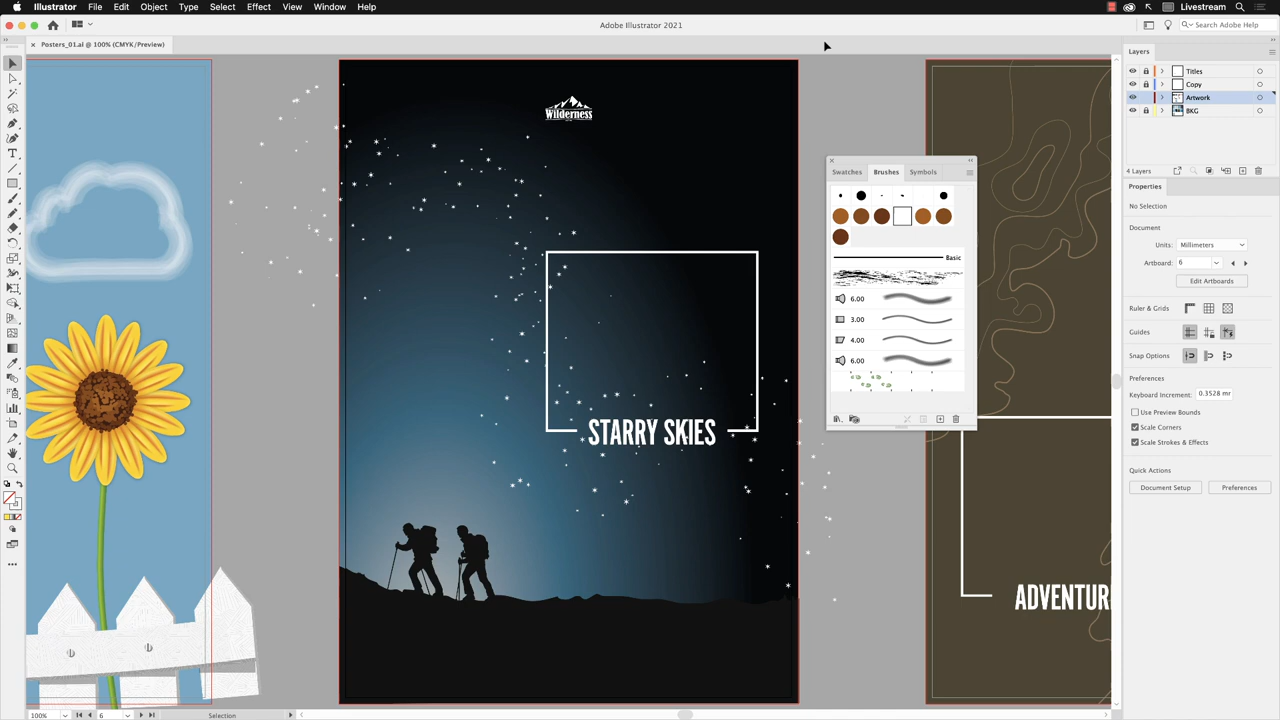 Illustrator File Edit Object Type Select Effect View Window Help
Livestream
Adobe Illustrator 2021
Search Adobe Help
Posters_01.ai @ 100% (CMYK/Preview)
Layers
Titles
Copy
Artwork
BKG
4 Layers
Wilderness
Swatches Brushes Symbols
Basic
6.00
3.00
4.00
6.00
Properties
No Selection
Document
Units: Millimeters
Artboard: 6
Edit Artboards
Ruler & Grids
Guides
Snap Options
Preferences
Keyboard Increment: 0.3528 mr
Use Preview Bounds
Scale Corners
Scale Strokes & Effects
Quick Actions
Document Setup Preferences
STARRY SKIES
ADVENTUR
100% 6 Selection